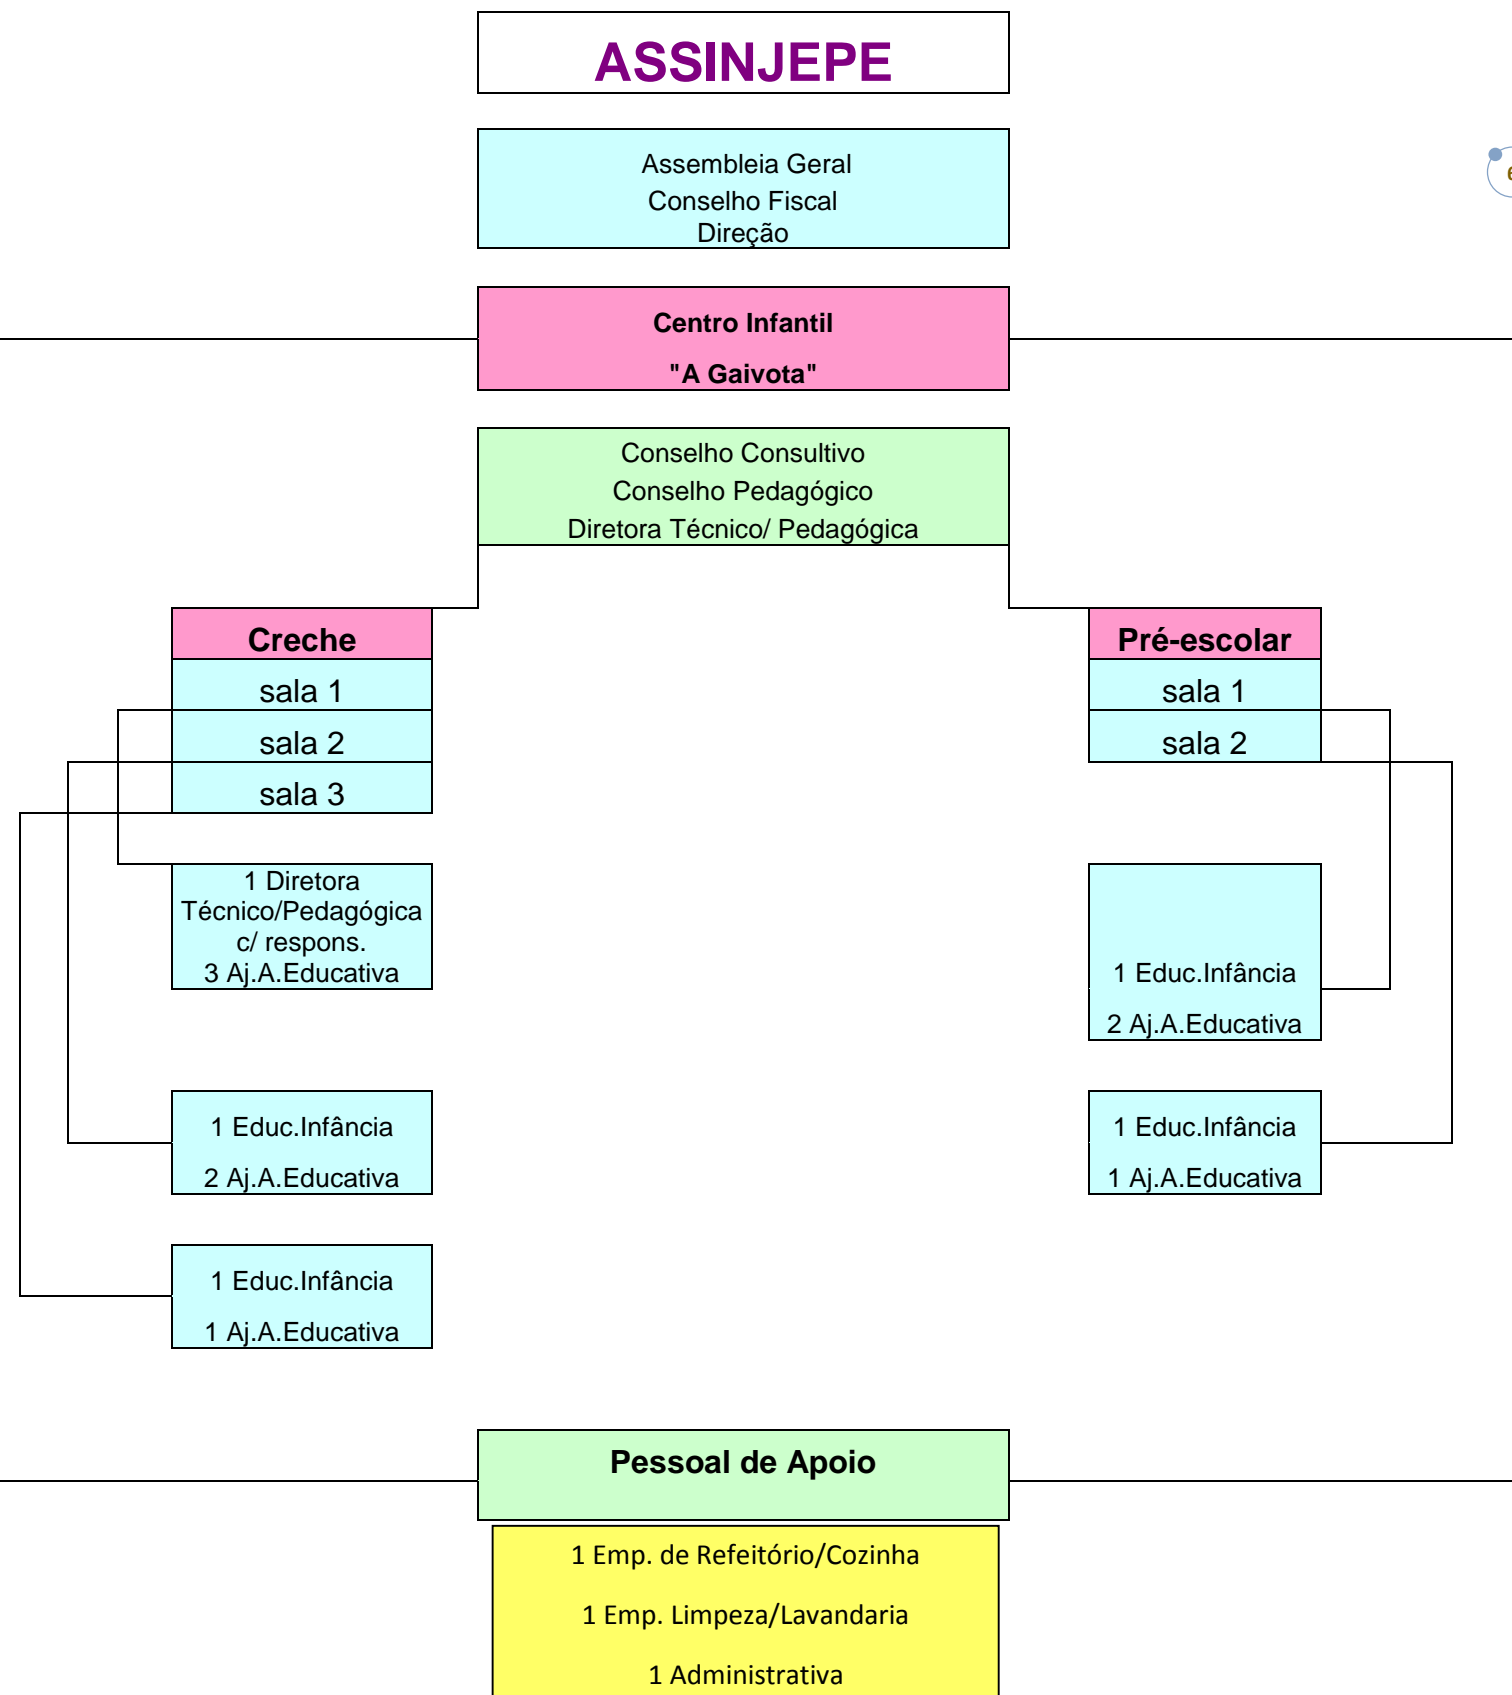 ASSINJEPE
Assembleia Geral
Conselho Fiscal
Direção
Centro Infantil
"A Gaivota"
Conselho Consultivo
Conselho Pedagógico
Diretora Técnico/ Pedagógica
Creche
sala 1
sala 2
sala 3
Pré-escolar
sala 1
sala 2
1 Diretora
Técnico/Pedagógica
c/ respons.
3 Aj.A.Educativa
1 Educ.Infância
2 Aj.A.Educativa
1 Educ.Infância
2 Aj.A.Educativa
1 Educ.Infância
1 Aj.A.Educativa
1 Educ.Infância
1 Aj.A.Educativa
Pessoal de Apoio
1 Emp. de Refeitório/Cozinha
1 Emp. Limpeza/Lavandaria
1 Administrativa